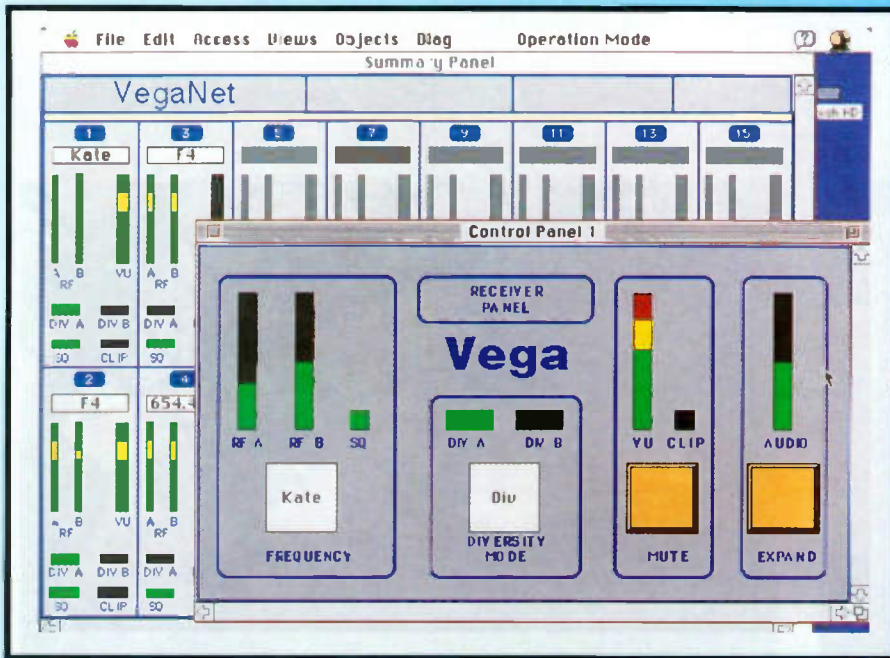 File Edit Access Views Objects Diag Operation Mode
Summary Panel
VegaNet
1 3 5 7 9 11 13 15
Kate F4
A B VU A B
RF RF
DIV A DIV B DIV A
SQ CLIP SQ
2 4
F4 654.4
A B VU A B
RF RF
DIV A DIV B DIV A
SQ CLIP SQ
Control Panel 1
RECEIVER
PANEL
Vega
RF A RF B SQ
DIV A DIV B
VU CLIP
AUDIO
Kate
FREQUENCY
Div
DIVERSITY
MODE
MUTE
EXPAND